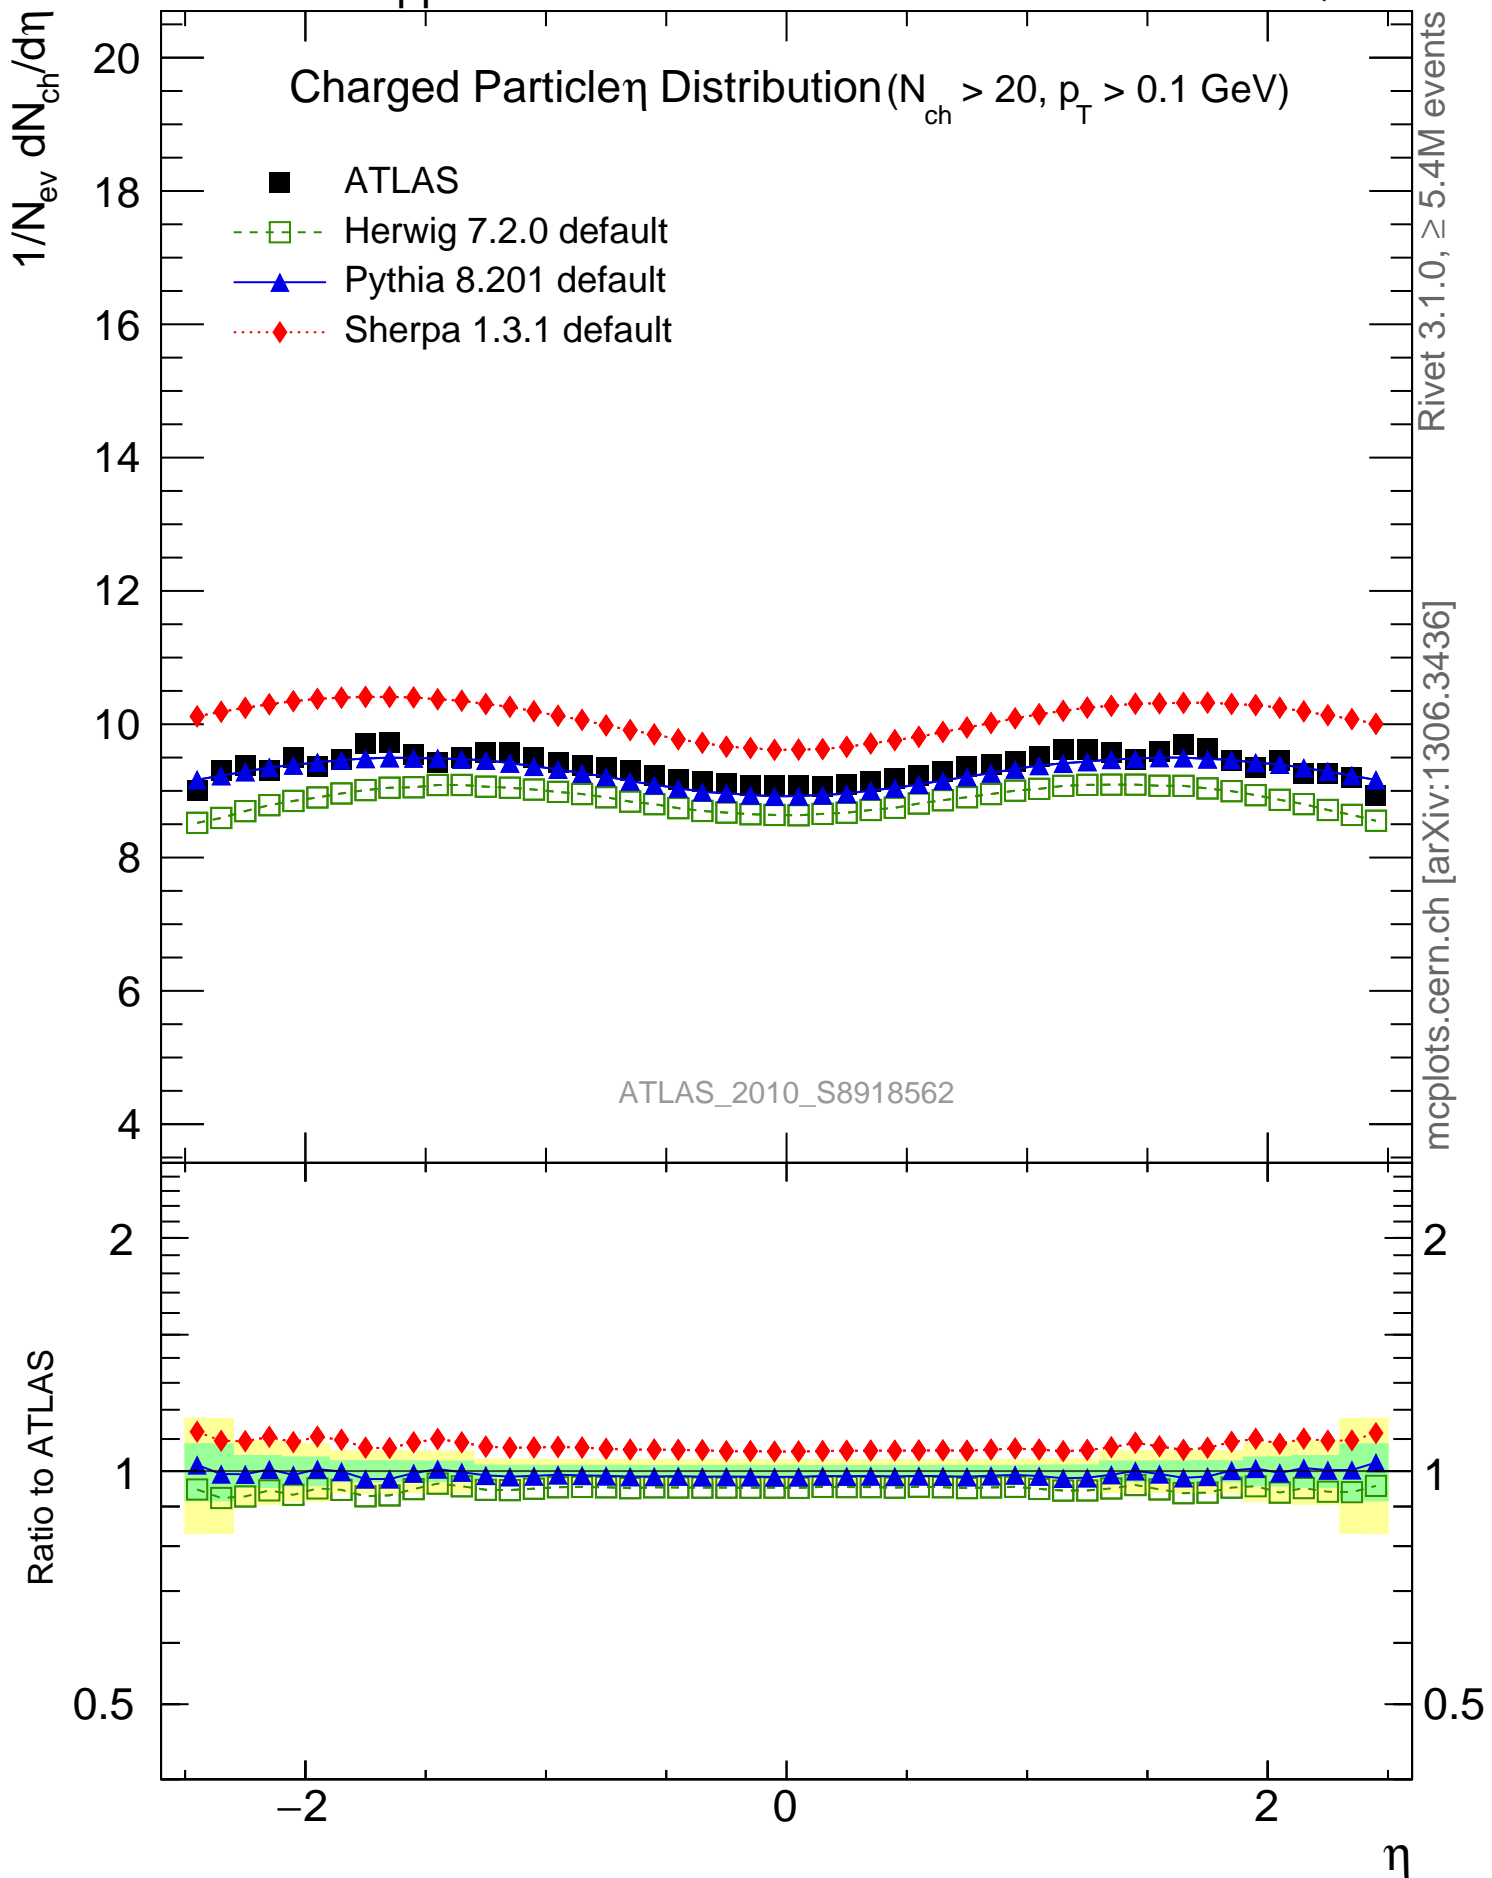 Charged Particleη Distribution (N_ch > 20, p_T > 0.1 GeV)
1/N_ev dN_ch/dη
ATLAS
Herwig 7.2.0 default
Pythia 8.201 default
Sherpa 1.3.1 default
20
18
16
14
12
10
8
6
4
ATLAS_2010_S8918562
Rivet 3.1.0, ≥ 5.4M events
mcplots.cern.ch [arXiv:1306.3436]
Ratio to ATLAS
2
1
0.5
2
1
0.5
−2
0
2
η